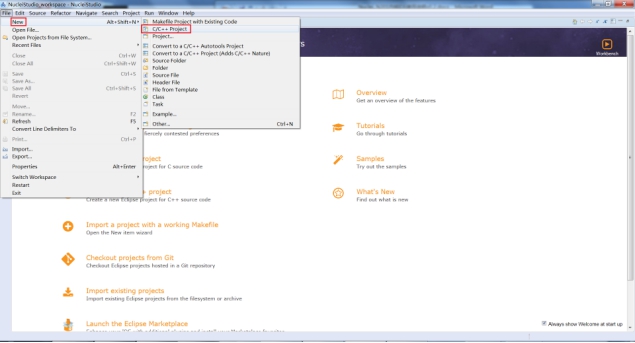 NucleiStudio_workspace - NucleiStudio
File Edit Source Refactor Navigate Search Project Run Window Help
New Alt+Shift+N
Open File...
Open Projects from File System...
Recent Files
Close Ctrl+W
Close All Ctrl+Shift+W
Save Ctrl+S
Save As...
Save All Ctrl+Shift+S
Revert
Move...
Rename... F2
Refresh F5
Convert Line Delimiters To
Print... Ctrl+P
Import...
Export...
Properties Alt+Enter
Switch Workspace
Restart
Exit
Makefile Project with Existing Code
C/C++ Project
Project...
Convert to a C/C++ Autotools Project
Convert to a C/C++ Project (Adds C/C++ Nature)
Source Folder
Folder
Source File
Header File
File from Template
Class
Task
Example...
Other... Ctrl+N
Workbench
fiercely contested preferences
project
project for C source code
project
Create a new Eclipse project for C++ source code
Import a project with a working Makefile
Open the New item wizard
Checkout projects from Git
Checkout Eclipse projects hosted in a Git repository
Import existing projects
Import existing Eclipse projects from the filesystem or archive
Launch the Eclipse Marketplace
Overview
Get an overview of the features
Tutorials
Go through tutorials
Samples
Try out the samples
What's New
Find out what is new
Always show Welcome at start up